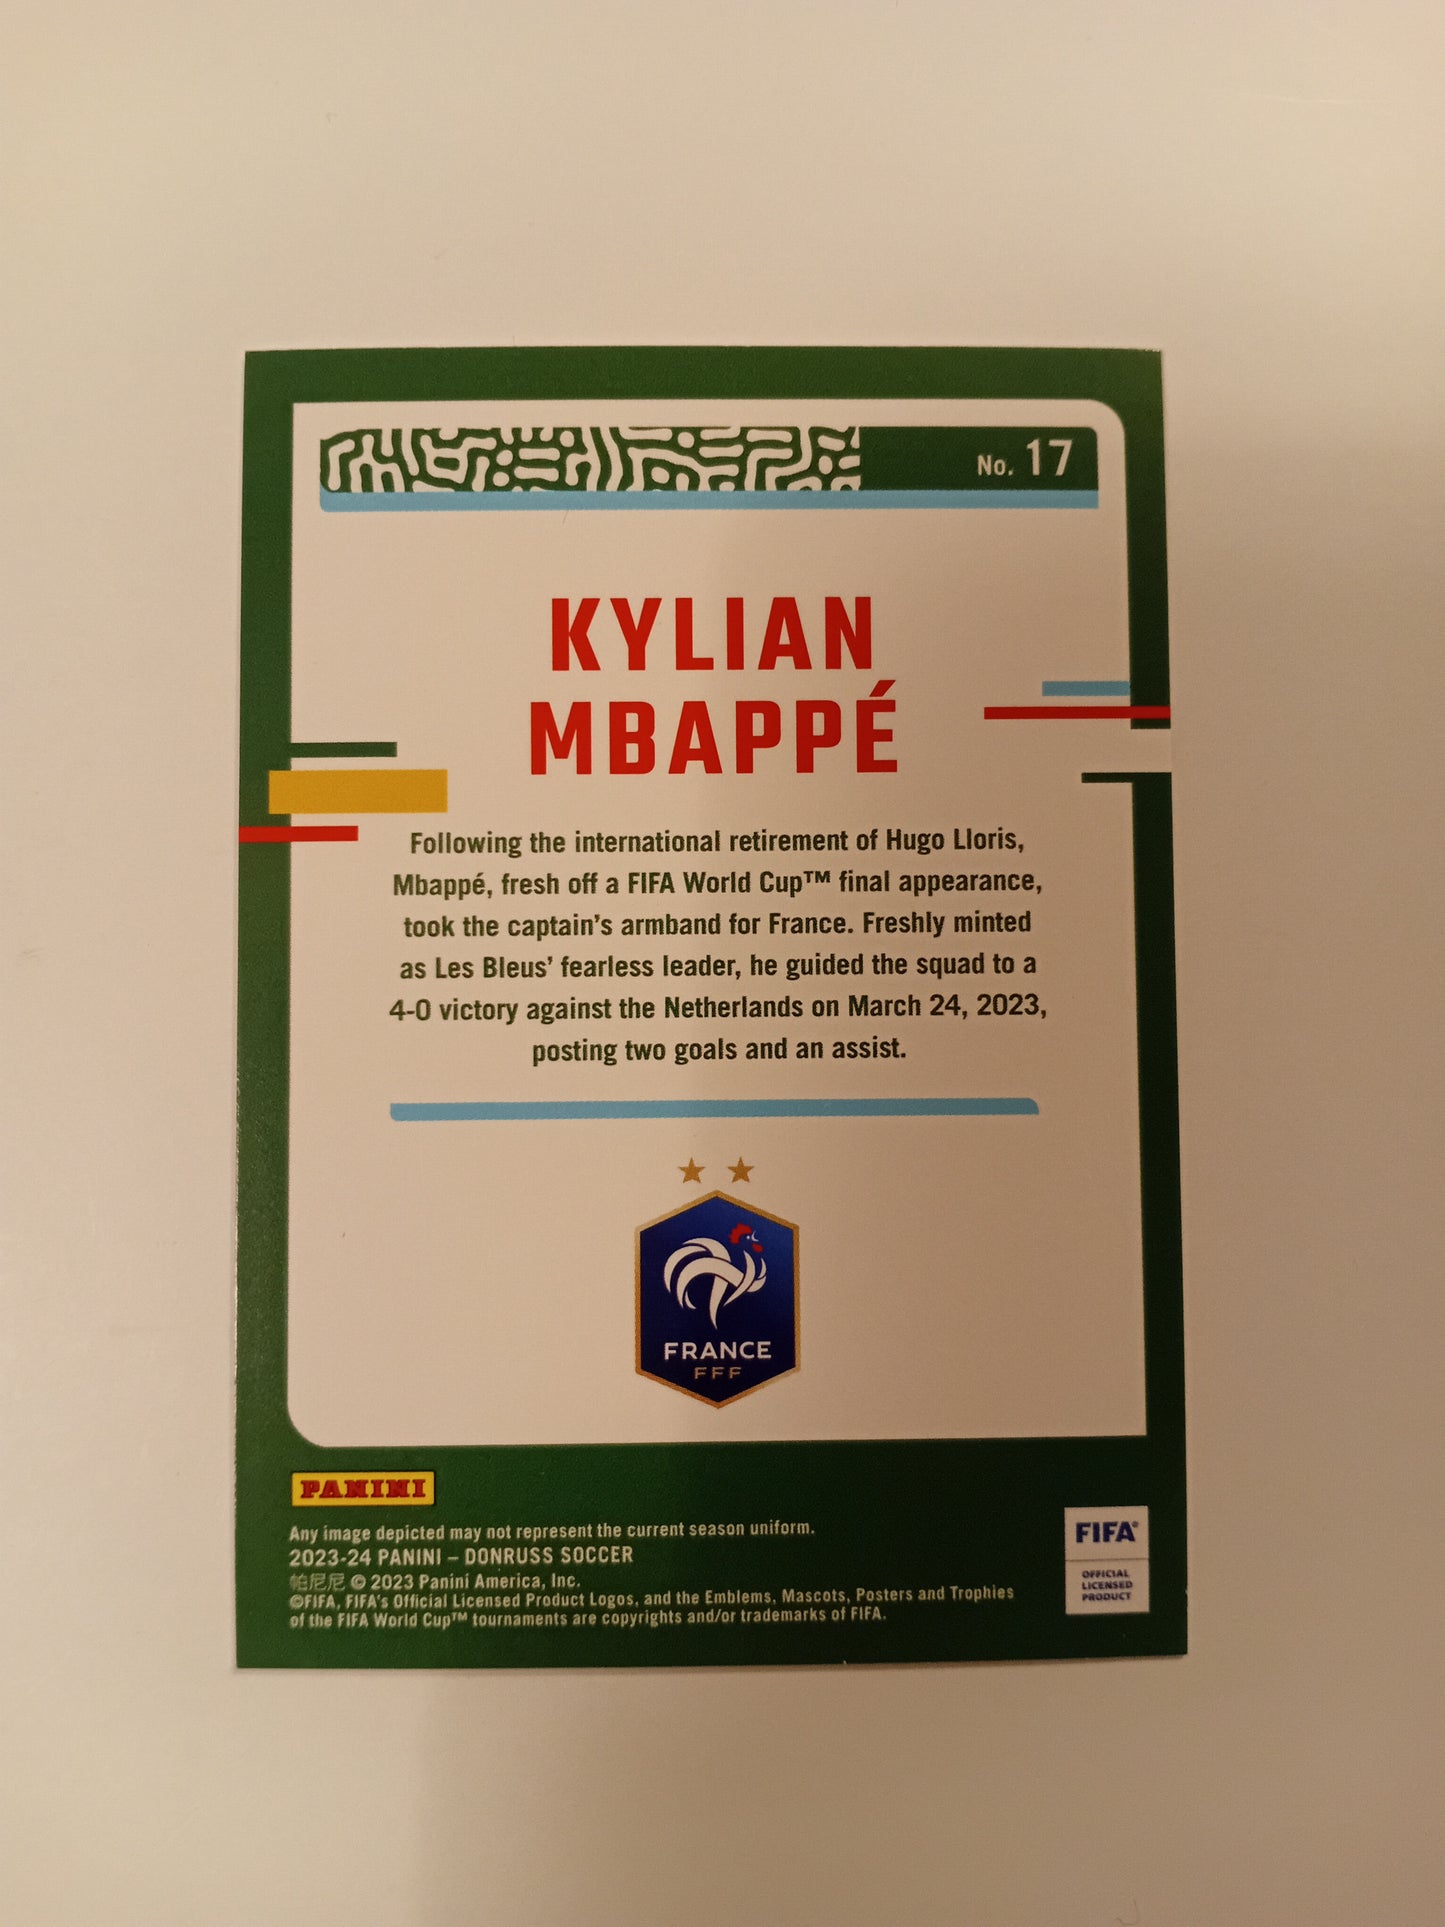 No. 17
KYLIAN
MBAPPÉ
Following the international retirement of Hugo Lloris,
Mbappé, fresh off a FIFA World Cup™ final appearance,
took the captain's armband for France. Freshly minted
as Les Bleus' fearless leader, he guided the squad to a
4-0 victory against the Netherlands on March 24, 2023,
posting two goals and an assist.
FRANCE
FFF
PANINI
Any image depicted may not represent the current season uniform.
2023-24 PANINI – DONRUSS SOCCER
帕尼尼 © 2023 Panini America, Inc.
©FIFA, FIFA's Official Licensed Product Logos, and the Emblems, Mascots, Posters and Trophies
of the FIFA World Cup™ tournaments are copyrights and/or trademarks of FIFA.
FIFA®
OFFICIAL
LICENSED
PRODUCT